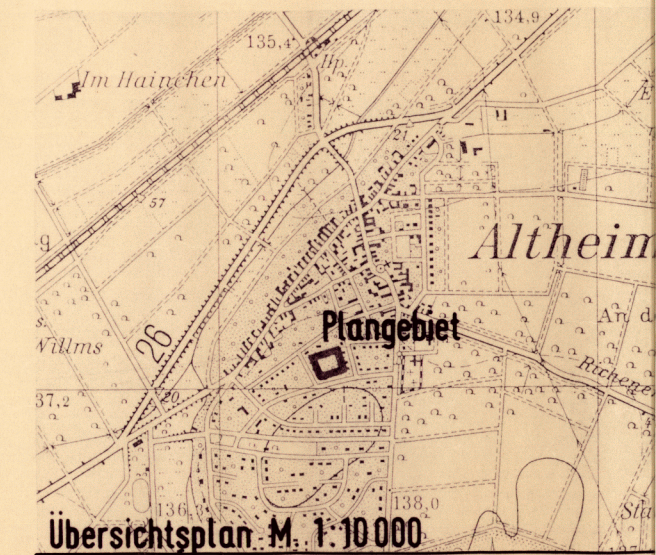 134,9
135,4
Hp.
Im Hainchen
21
57
Altheim
An d
Plangebiet
26
Willms
Richener
37,2
20
136,3
138,0
Übersichtsplan M. 1:10 000